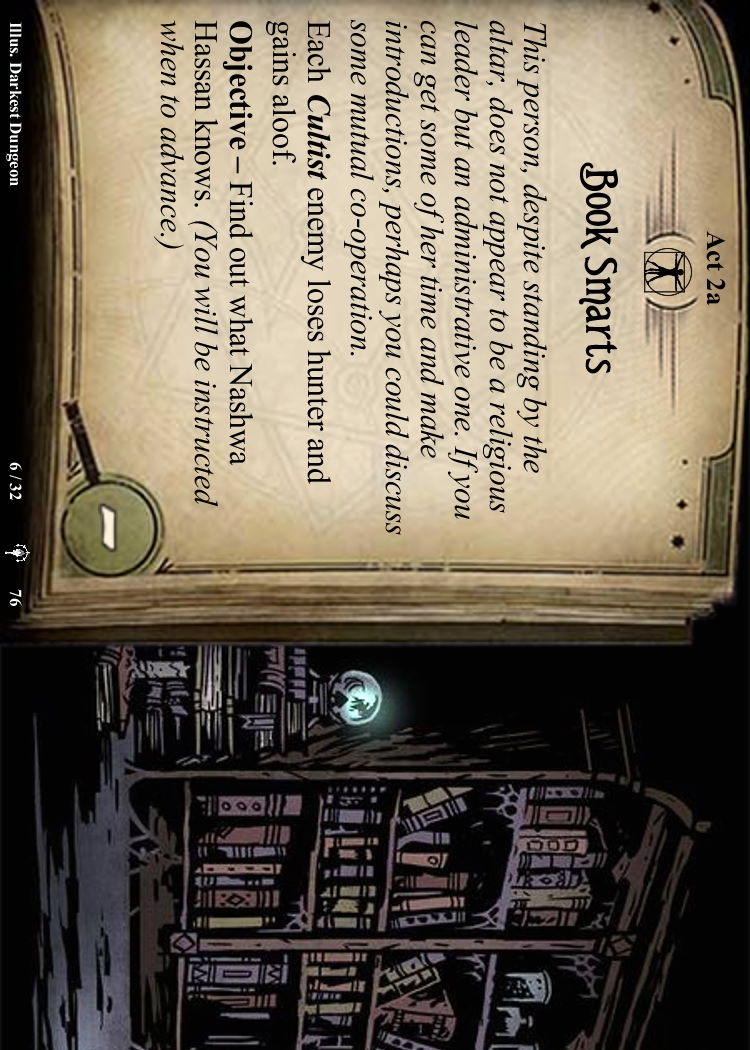 Act 2a
Book Smarts
This person, despite standing by the
altar, does not appear to be a religious
leader but an administrative one. If you
can get some of her time and make
introductions, perhaps you could discuss
some mutual co-operation.
Each Cultist enemy loses hunter and
gains aloof.
Objective – Find out what Nashwa
Hassan knows. (You will be instructed
when to advance.)
–
Illus. Darkest Dungeon
6 / 32
76